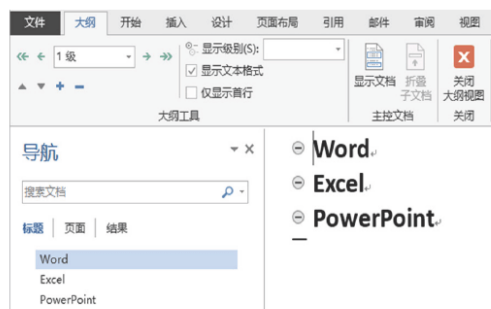 文件 大纲 开始 插入 设计 页面布局 引用 邮件 审阅 视图
1 级 显示级别(S):
显示文本格式
仅显示首行
显示文档 折叠 子文档 关闭 大纲视图
大纲工具 主控文档 关闭
导航
搜索文档
标题 页面 结果
Word
Excel
PowerPoint
Word
Excel
PowerPoint